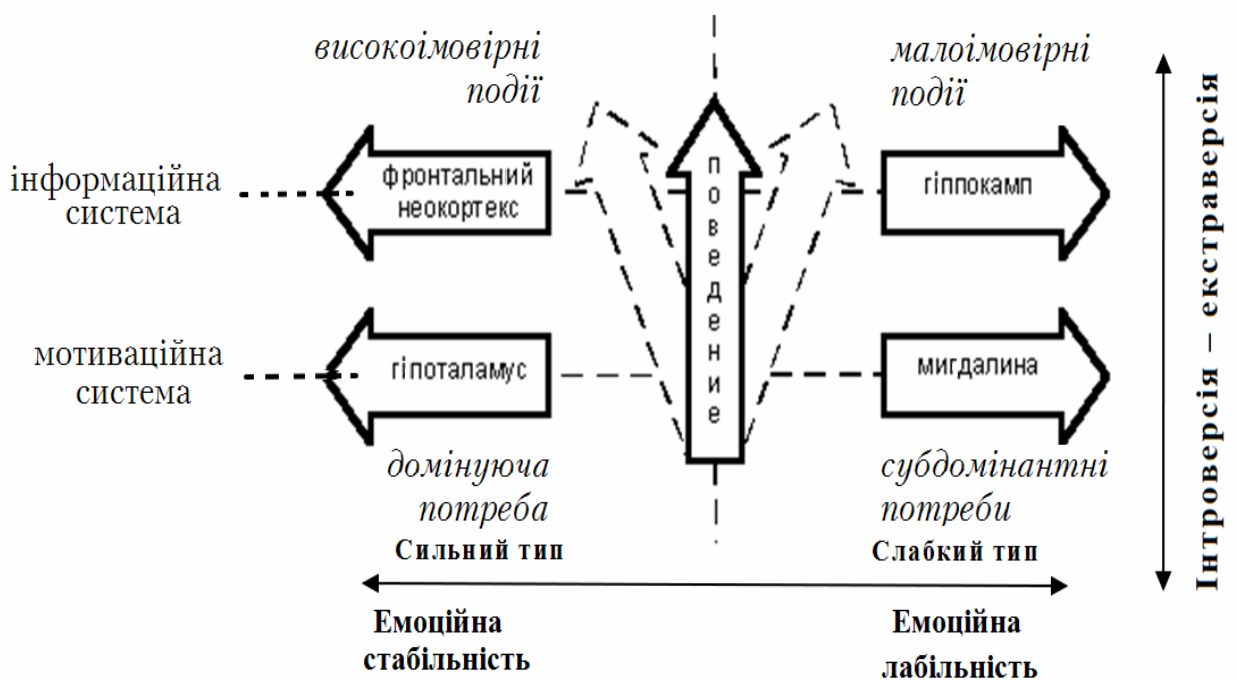 високоімовірні
події
малоімовірні
події
інформаційна
система
фронтальний
неокортекс
поведение
гіппокамп
мотиваційна
система
гіпоталамус
мигдалина
домінуюча
потреба
субдомінантні
потреби
Сильний тип
Слабкий тип
Емоційна
стабільність
Емоційна
лабільність
Інтроверсія – екстраверсія